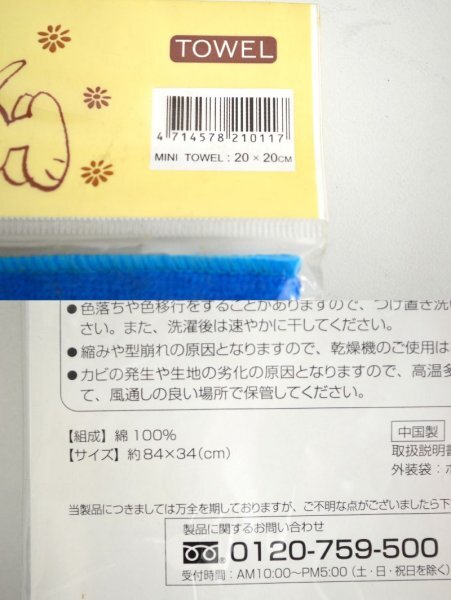 TOWEL
4 714578 210117
MINI TOWEL : 20 × 20CM
●色落ちや色移行をすることがありますので、つけ置き洗い
さい。また、洗濯後は速やかに干してください。
●縮みや型崩れの原因となりますので、乾燥機のご使用は
●カビの発生や生地の劣化の原因となりますので、高温多
て、風通しの良い場所で保管してください。
【組成】綿 100%
【サイズ】約84×34(cm)
中国製
取扱説明書
外装袋：ポ
当製品につきましては万全を期しておりますが、ご不明な点がございましたら下
製品に関するお問い合わせ
0120-759-500
受付時間：AM10:00～PM5:00 (土・日・祝日を除く)